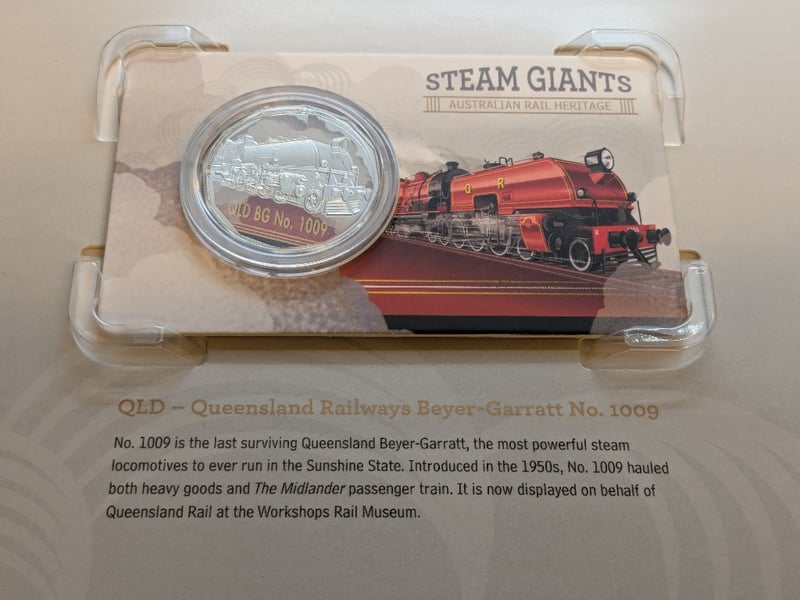 STEAM GIANTS
AUSTRALIAN RAIL HERITAGE
QLD BG No. 1009
Q R
R
QLD – Queensland Railways Beyer-Garratt No. 1009
No. 1009 is the last surviving Queensland Beyer-Garratt, the most powerful steam
locomotives to ever run in the Sunshine State. Introduced in the 1950s, No. 1009 hauled
both heavy goods and The Midlander passenger train. It is now displayed on behalf of
Queensland Rail at the Workshops Rail Museum.